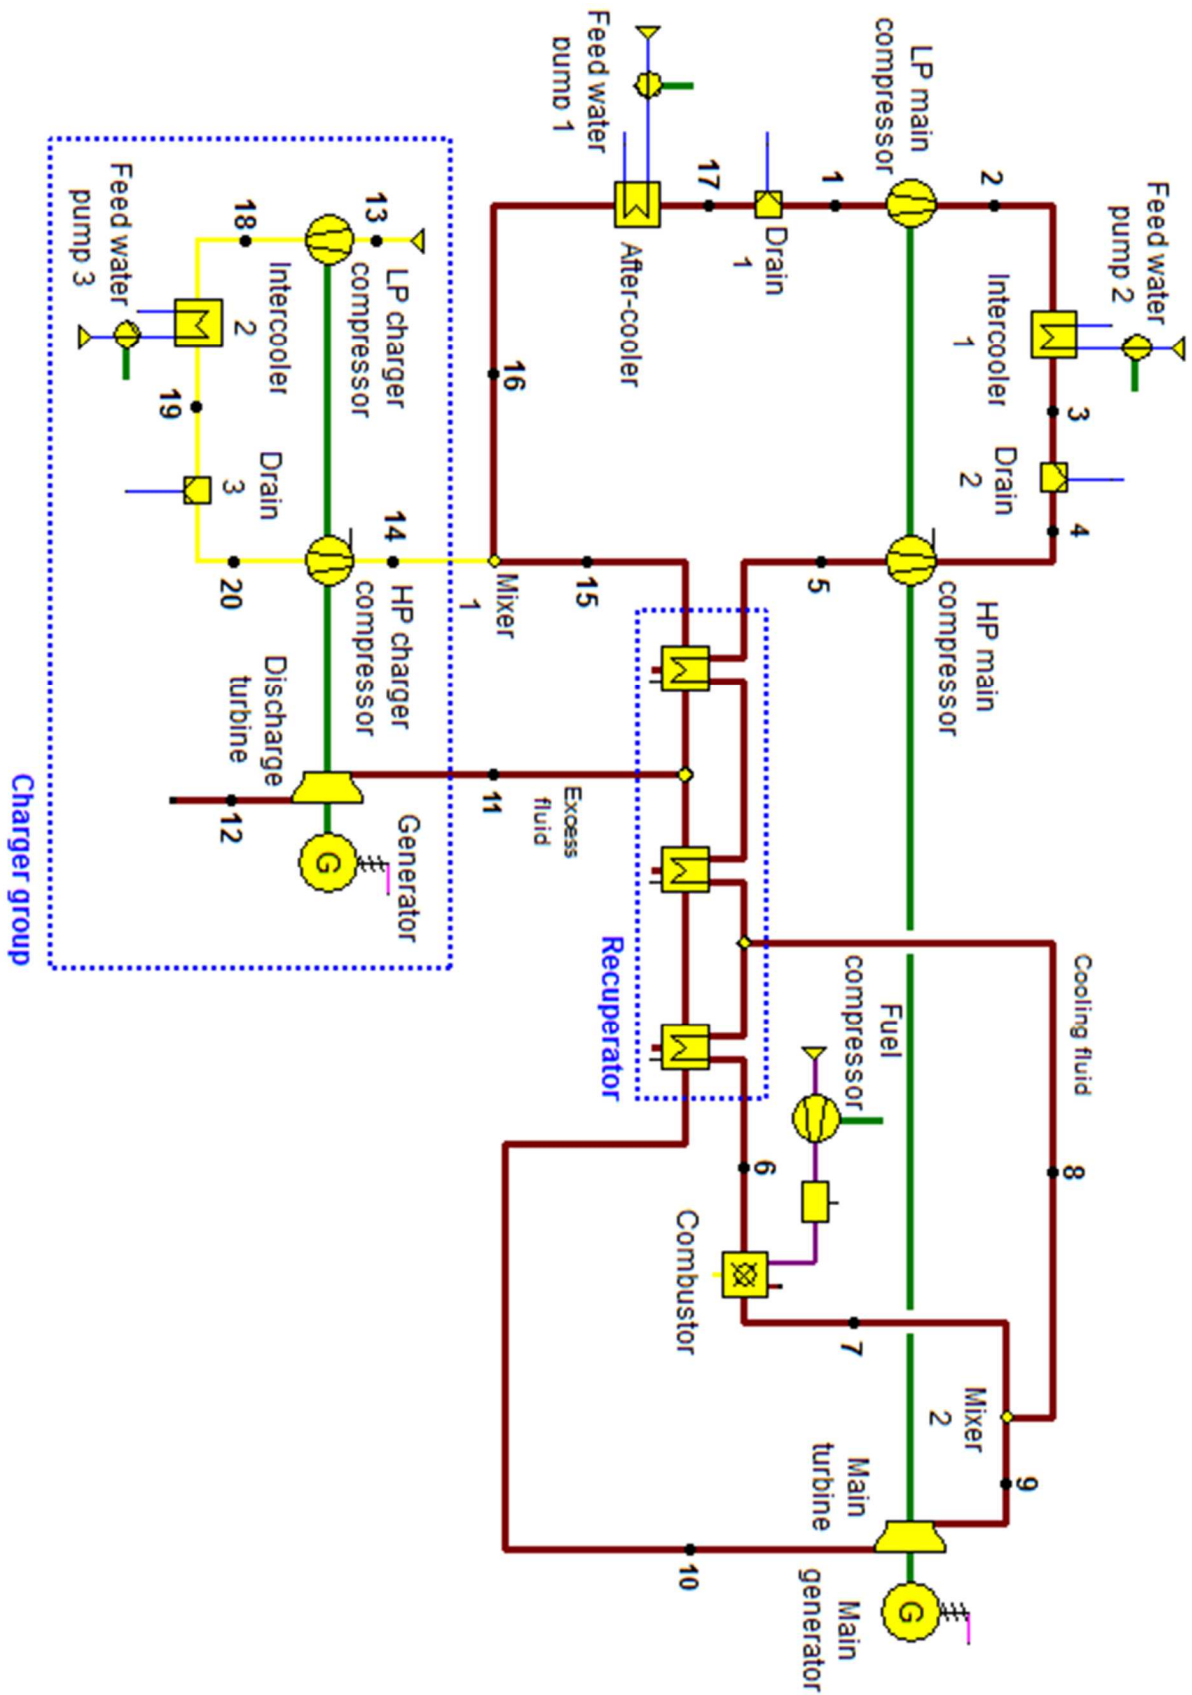 Feed water
pump 2
2
Intercooler
1
3
Drain
2
4
Cooling fluid
8
Mixer
2
9
LP main
compressor
HP main
compressor
Fuel
compressor
Main
turbine
Main
generator
G
1
Drain
1
17
Feed water
pump 1
After-cooler
5
6
Combustor
7
10
16
15
Mixer
1
Recuperator
Excess
fluid
11
13
LP charger
compressor
14
HP charger
compressor
Generator
G
18
Intercooler
2
Feed water
pump 3
19
Drain
3
20
Discharge
turbine
12
Charger group